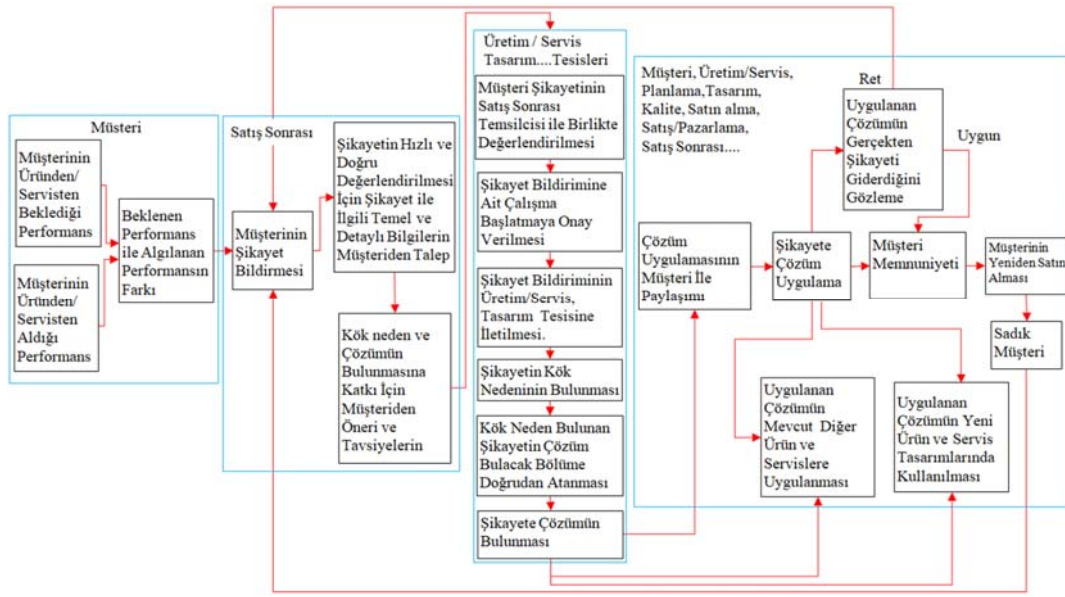 Müsteri
Müşterinin
Üründen/
Servisten
Beklediği
Performans
Müşterinin
Üründen/
Servisten
Aldığı
Performans
Beklenen
Performans
ile Algılanan
Performansın
Farkı
Satış Sonrası
Müşterinin
Şikayet
Bildirmesi
Şikayetin Hızlı ve
Doğru
Değerlendirilmesi
İçin Şikayet ile
İlgili Temel ve
Detaylı Bilgilerin
Müşteriden Talep
Kök neden ve
Çözümün
Bulunmasına
Katkı İçin
Müşteriden
Öneri ve
Tavsiyelerin
Üretim / Servis
Tasarım....Tesisleri
Müşteri Şikayetinin
Satış Sonrası
Temsilcisi ile Birlikte
Değerlendirilmesi
Şikayet Bildirimine
Ait Çalışma
Başlatmaya Onay
Verilmesi
Şikayet Bildiriminin
Üretim/Servis,
Tasarım Tesisine
İletilmesi.
Şikayetin Kök
Nedeninin Bulunması
Kök Neden Bulunan
Şikayetin Çözüm
Bulacak Bölüme
Doğrudan Atanması
Şikayete Çözümün
Bulunması
Müşteri, Üretim/Servis,
Planlama,Tasarım,
Kalite, Satın alma,
Satış/Pazarlama,
Satış Sonrası....
Çözüm
Uygulamasının
Müşteri İle
Paylaşımı
Şikayete
Çözüm
Uygulama
Ret
Uygulanan
Çözümün
Gerçekten
Şikayeti
Giderdiğini
Gözleme
Uygun
Müşteri
Memnuniyeti
Müşterinin
Yeniden Satın
Alması
Sadık
Müşteri
Uygulanan
Çözümün
Mevcut Diğer
Ürün ve
Servislere
Uygulanması
Uygulanan
Çözümün Yeni
Ürün ve Servis
Tasarımlarında
Kullanılması